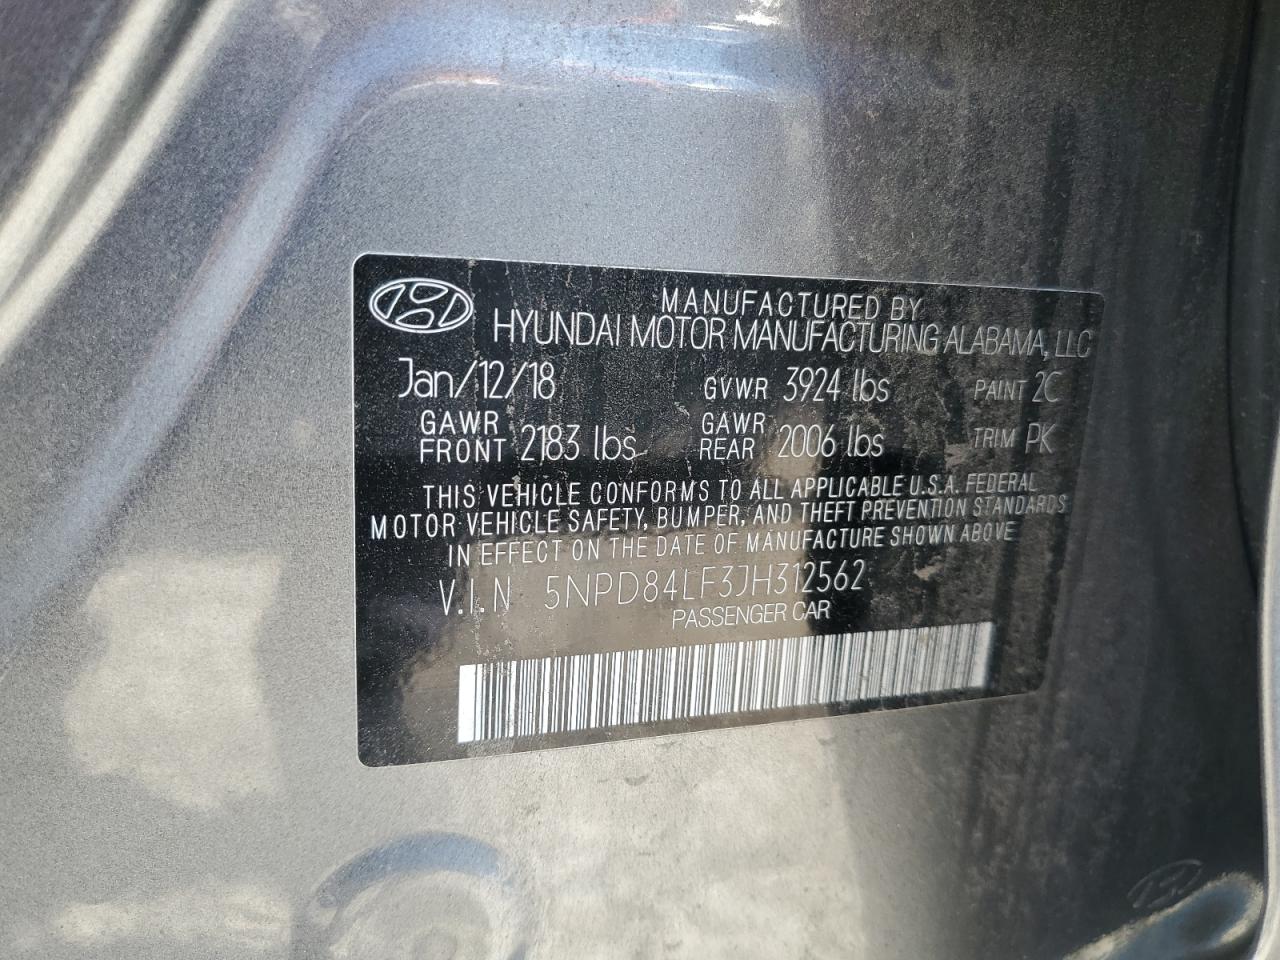 MANUFACTURED BY
HYUNDAI MOTOR MANUFACTURING ALABAMA, LLC
Jan/12/18 GVWR 3924 lbs PAINT 2C
GAWR FRONT 2183 lbs GAWR REAR 2006 lbs TRIM PK
THIS VEHICLE CONFORMS TO ALL APPLICABLE U.S.A. FEDERAL
MOTOR VEHICLE SAFETY, BUMPER, AND THEFT PREVENTION STANDARDS
IN EFFECT ON THE DATE OF MANUFACTURE SHOWN ABOVE
V.I.N 5NPD84LF3JH312562
PASSENGER CAR